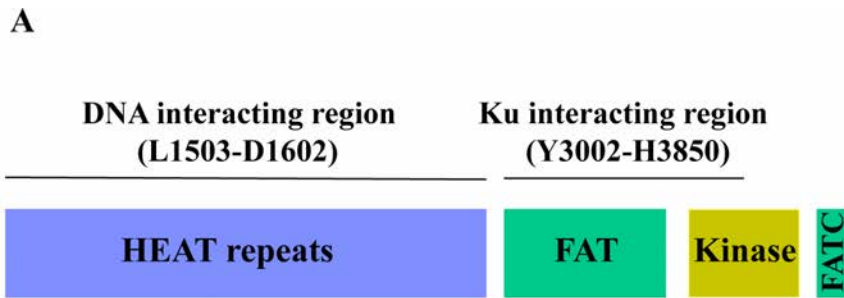 A
DNA interacting region
(L1503-D1602)
Ku interacting region
(Y3002-H3850)
HEAT repeats
FAT
Kinase
FATC